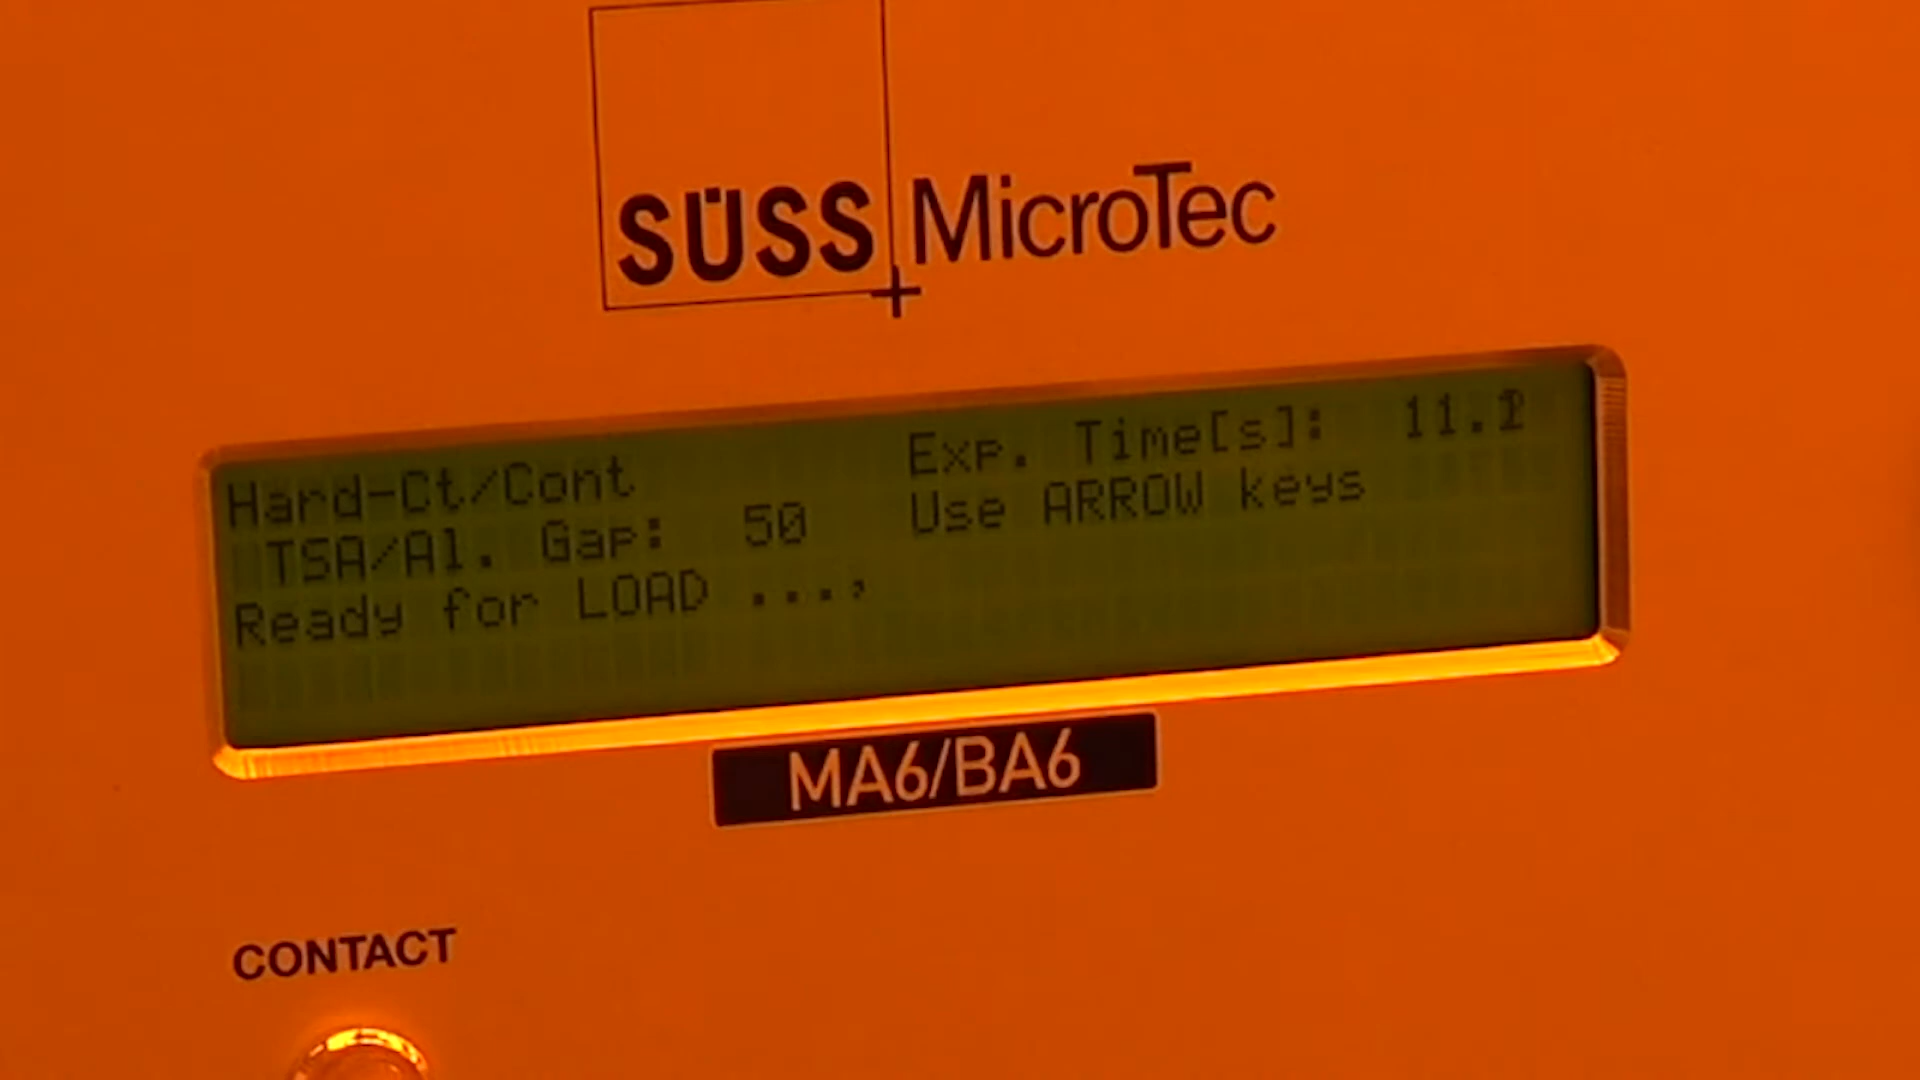 SÜSS MicroTec
Hard-Ct/Cont Exp. Time[s]:
TSA/Al. Gap: 50 Use ARROW keys
Ready for LOAD ...,
MA6/BA6
CONTACT